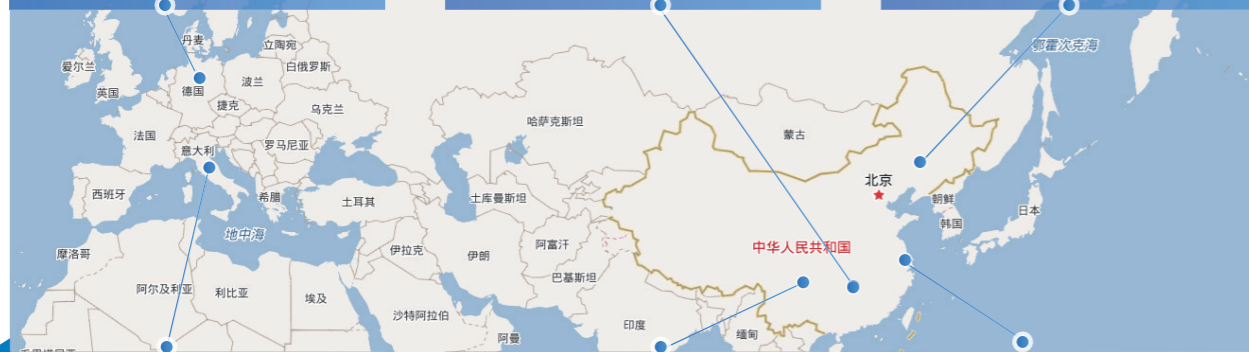 丹麦
立陶宛
鄂霍次克海
爱尔兰
白俄罗斯
英国
德国
波兰
捷克
乌克兰
哈萨克斯坦
法国
蒙古
意大利
罗马尼亚
北京
西班牙
希腊
土耳其
土库曼斯坦
朝鲜
日本
韩国
地中海
摩洛哥
伊拉克
伊朗
阿富汗
中华人民共和国
巴基斯坦
阿尔及利亚
利比亚
埃及
沙特阿拉伯
印度
缅甸
阿曼